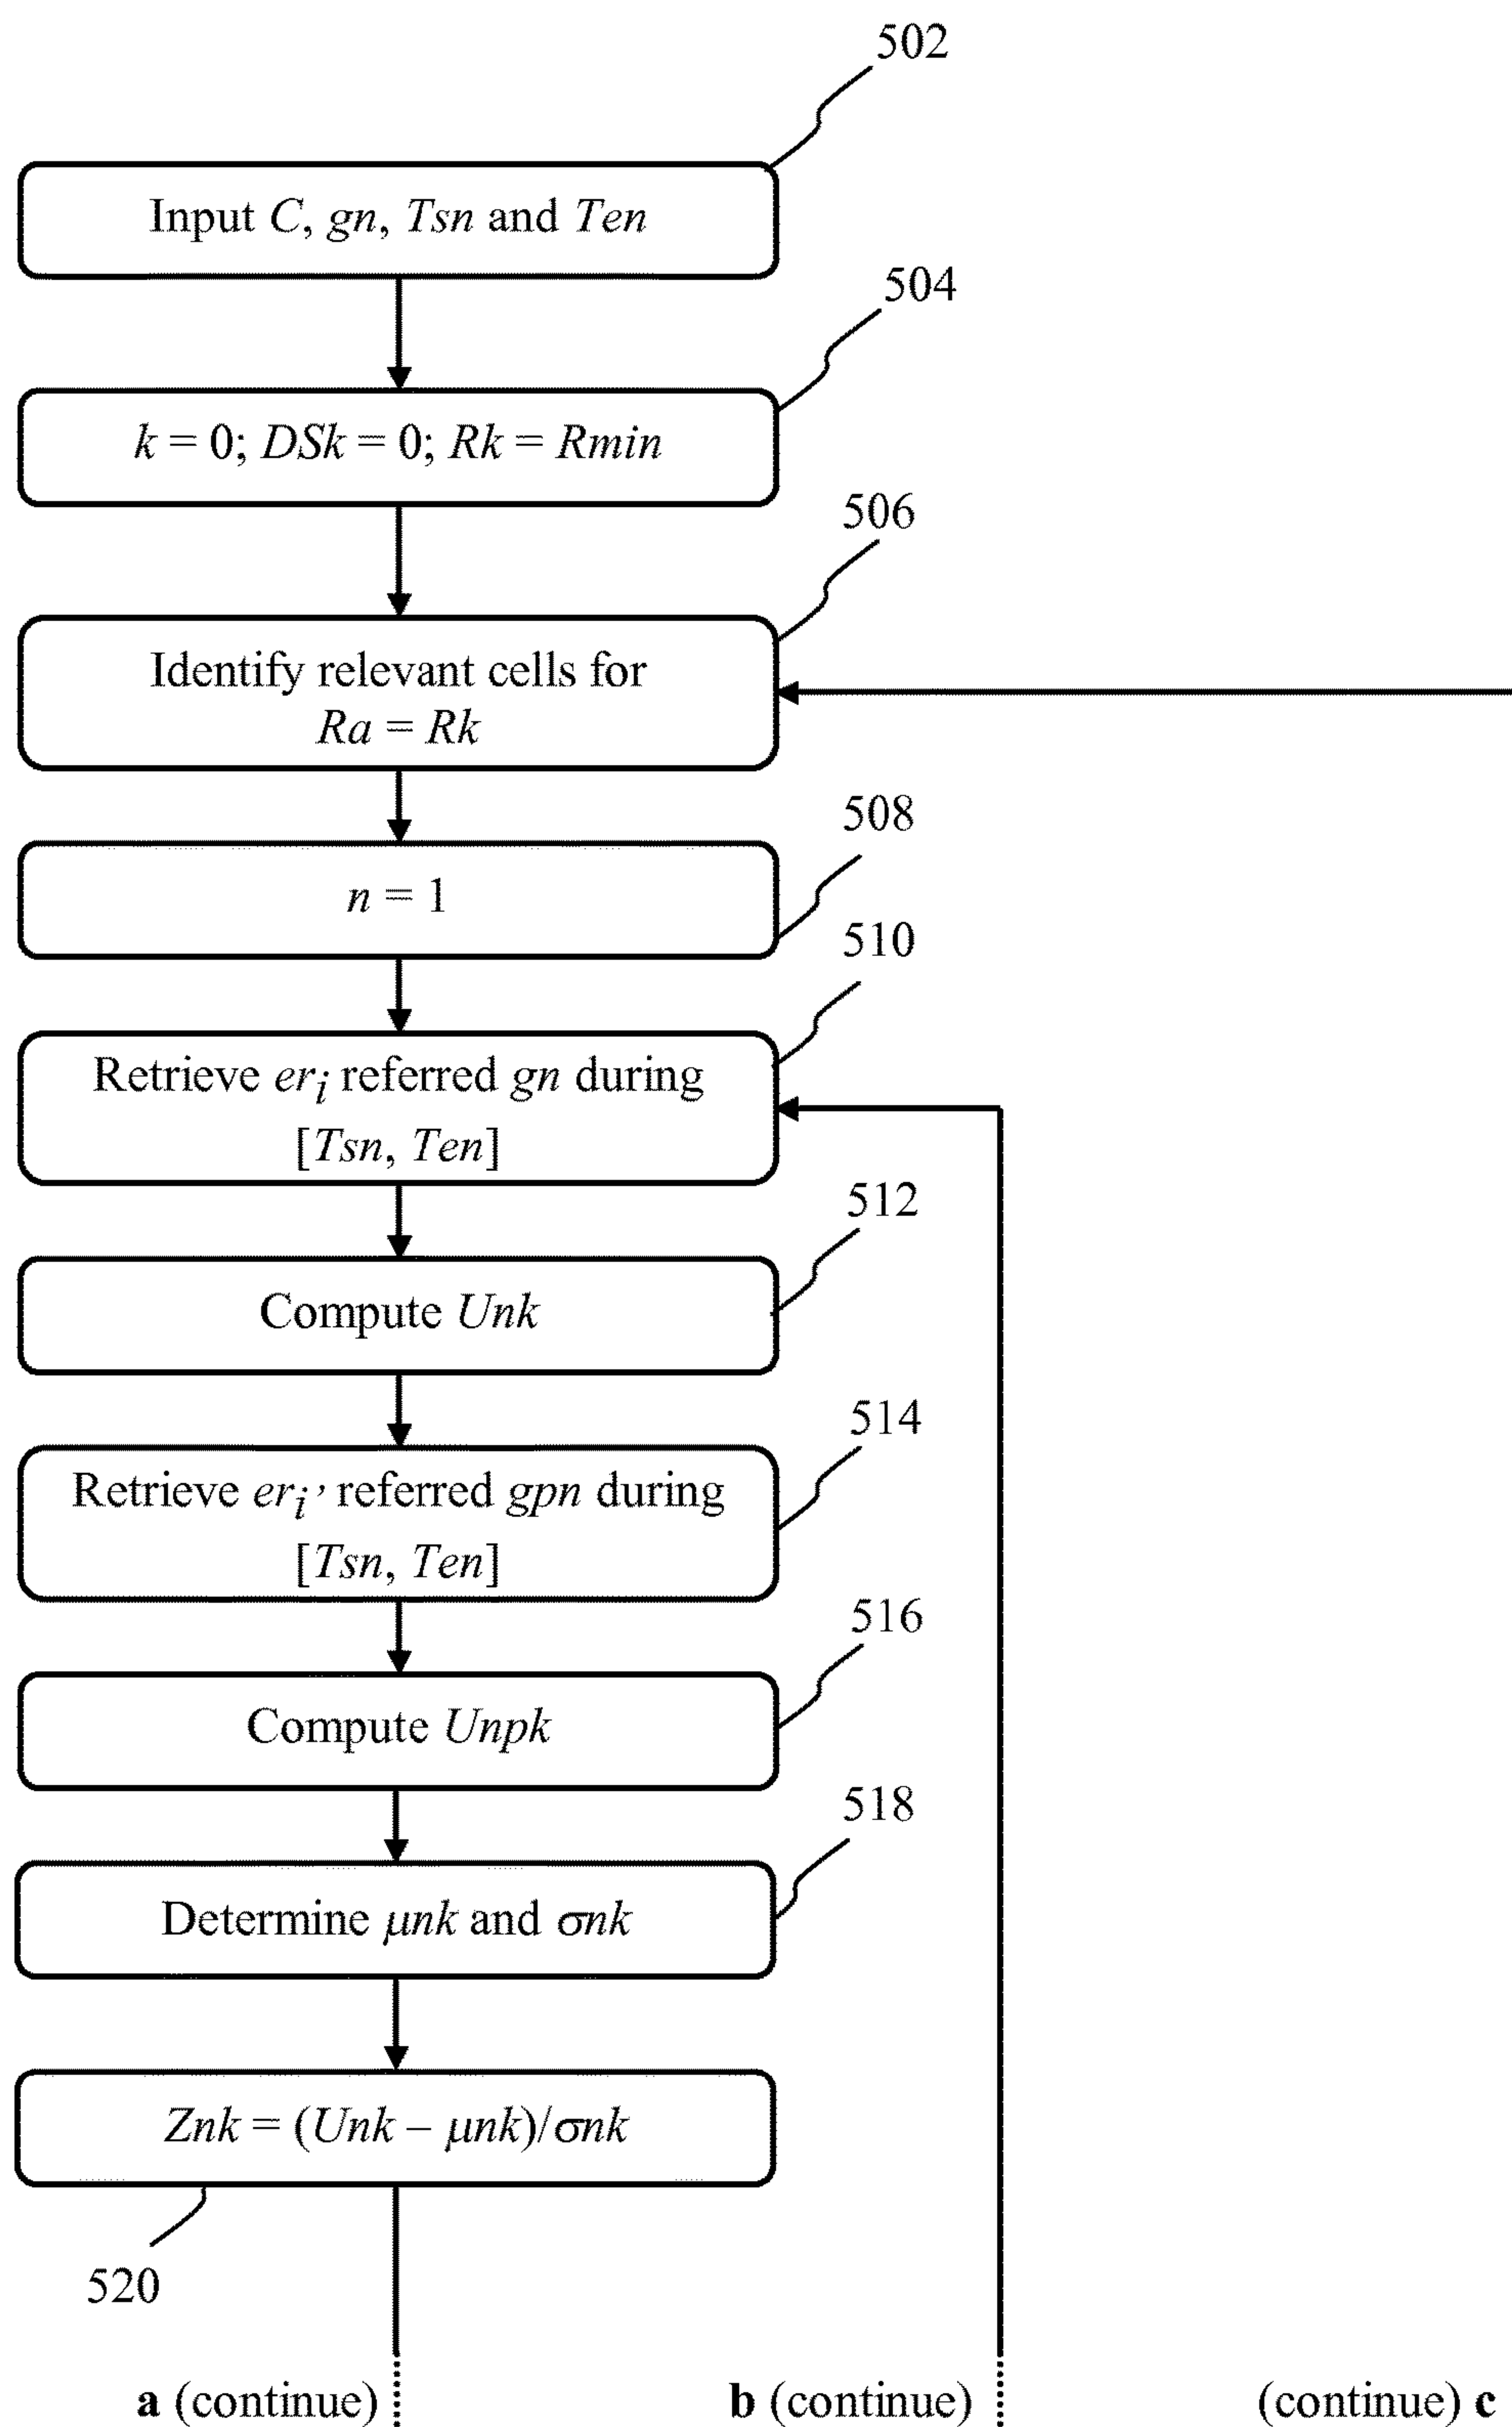 502
Input C, gn, Tsn and Ten
504
k = 0; DSk = 0; Rk = Rmin
506
Identify relevant cells for
Ra = Rk
508
n = 1
510
Retrieve eri referred gn during
[Tsn, Ten]
512
Compute Unk
514
Retrieve eri’ referred gpn during
[Tsn, Ten]
516
Compute Unpk
518
Determine μnk and σnk
Znk = (Unk – μnk)/σnk
520
a (continue)
b (continue)
(continue) c